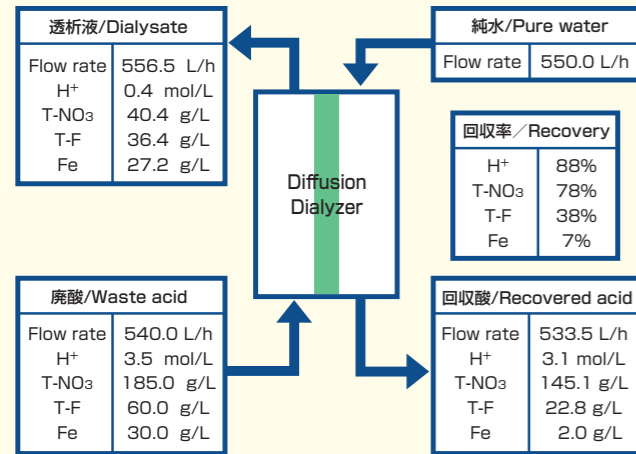 透析液/Dialysate
Flow rate 556.5 L/h
H⁺ 0.4 mol/L
T-NO₃ 40.4 g/L
T-F 36.4 g/L
Fe 27.2 g/L
純水/Pure water
Flow rate 550.0 L/h
回収率／Recovery
H⁺ 88%
T-NO₃ 78%
T-F 38%
Fe 7%
Diffusion
Dialyzer
廃酸/Waste acid
Flow rate 540.0 L/h
H⁺ 3.5 mol/L
T-NO₃ 185.0 g/L
T-F 60.0 g/L
Fe 30.0 g/L
回収酸/Recovered acid
Flow rate 533.5 L/h
H⁺ 3.1 mol/L
T-NO₃ 145.1 g/L
T-F 22.8 g/L
Fe 2.0 g/L